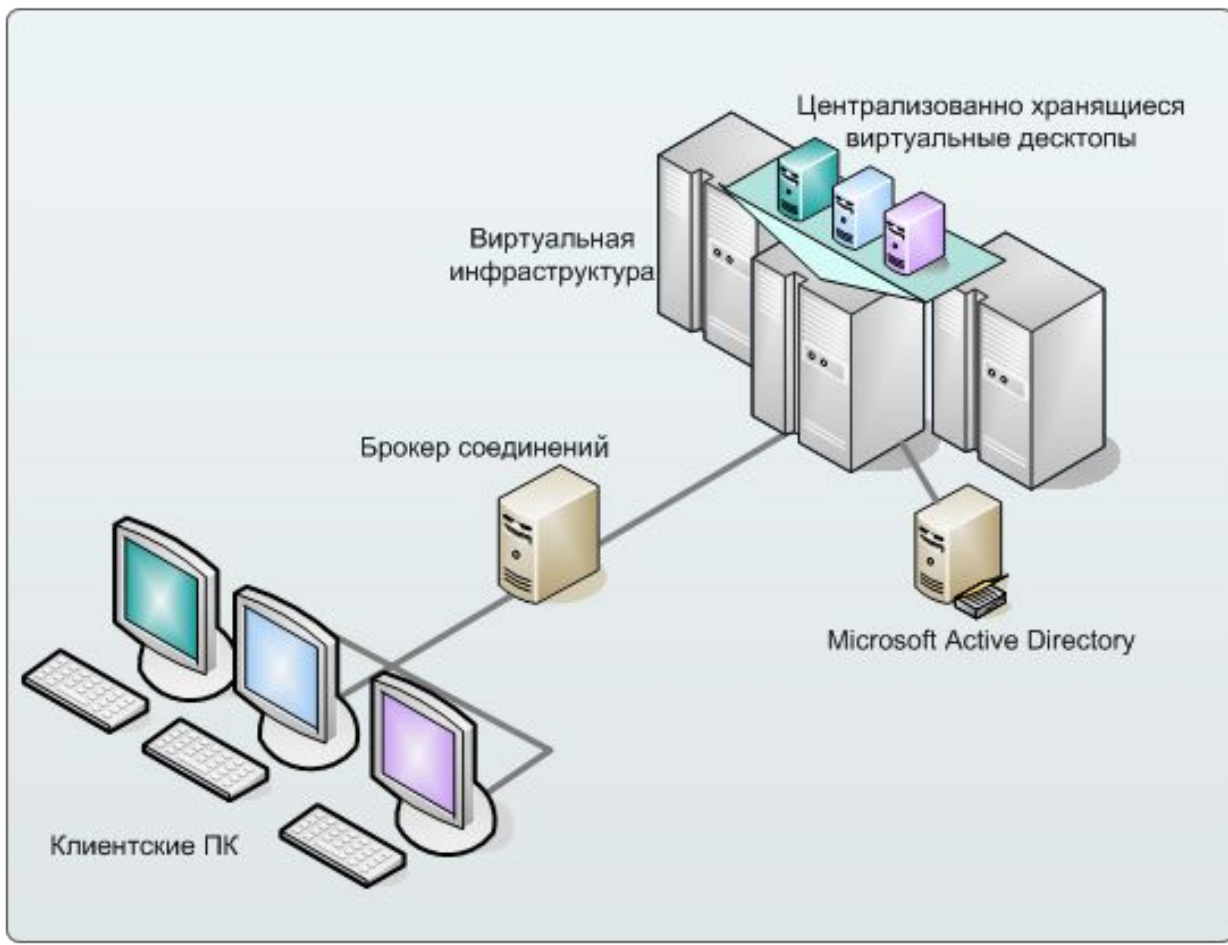 Централизованно хранящиеся
виртуальные десктопы
Виртуальная
инфраструктура
Брокер соединений
Microsoft Active Directory
Клиентские ПК